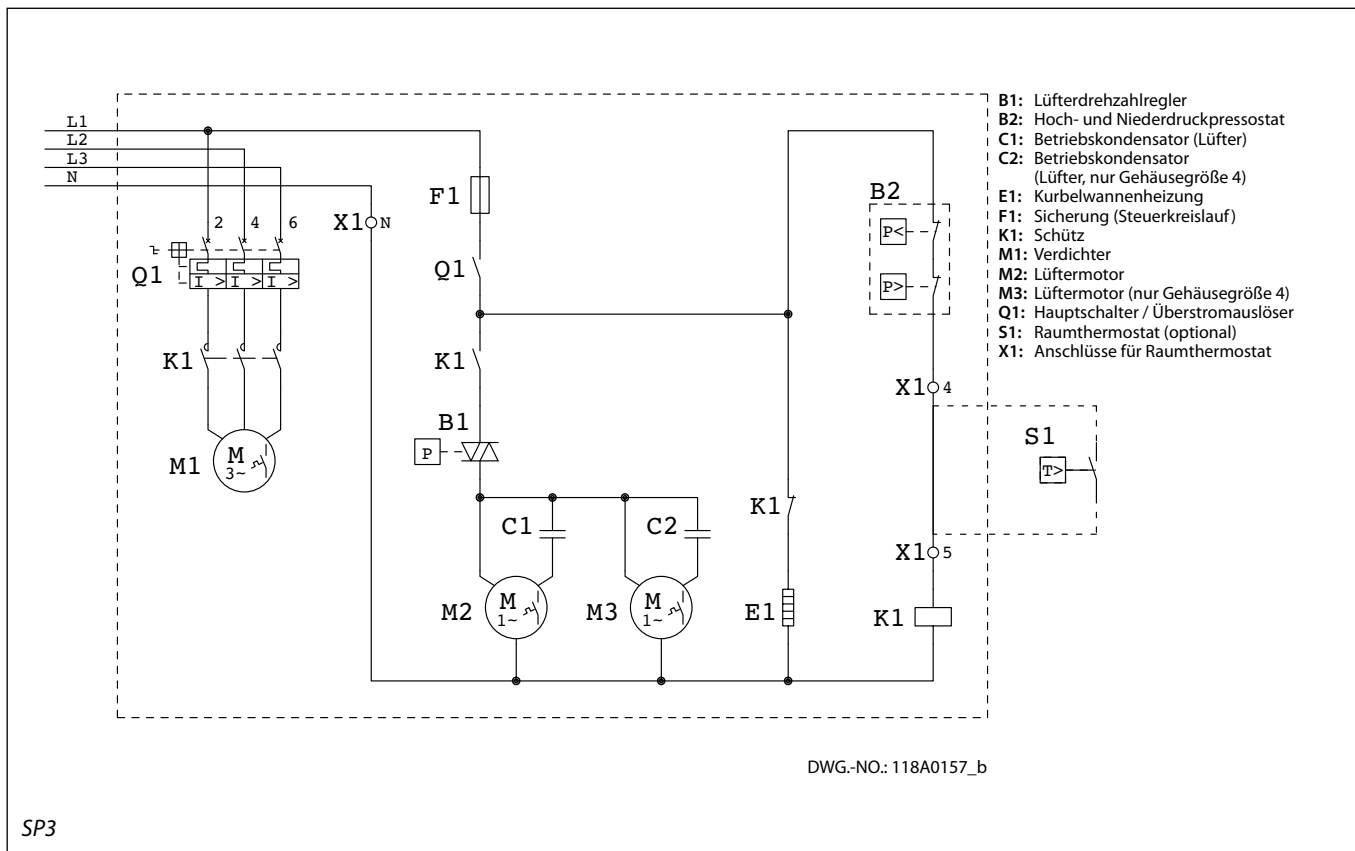 L1
L2
L3
N
2 4 6
Q1
I > I > I >
K1
M1
M
3~
X1 N
F1
Q1
K1
B1
P
C1
C2
M2
M
1~
M3
M
1~
K1
E1
B2
P<
P>
X1 4
S1
T>
X1 5
K1
B1: Lüfterdrehzahlregler
B2: Hoch- und Niederdruckpressostat
C1: Betriebskondensator (Lüfter)
C2: Betriebskondensator
(Lüfter, nur Gehäusegröße 4)
E1: Kurbelwannenheizung
F1: Sicherung (Steuerkreislauf)
K1: Schütz
M1: Verdichter
M2: Lüftermotor
M3: Lüftermotor (nur Gehäusegröße 4)
Q1: Hauptschalter / Überstromauslöser
S1: Raumthermostat (optional)
X1: Anschlüsse für Raumthermostat
DWG.-NO.: 118A0157_b
SP3